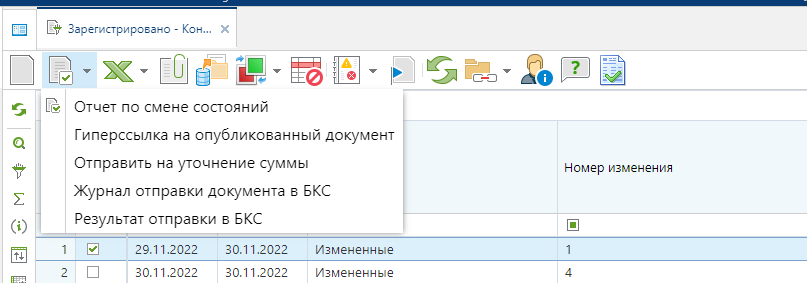 Зарегистрировано - Кон...
Отчет по смене состояний
Гиперссылка на опубликованный документ
Отправить на уточнение суммы
Журнал отправки документа в БКС
Результат отправки в БКС
Номер изменения
1 29.11.2022 30.11.2022 Измененные 1
2 30.11.2022 30.11.2022 Измененные 4